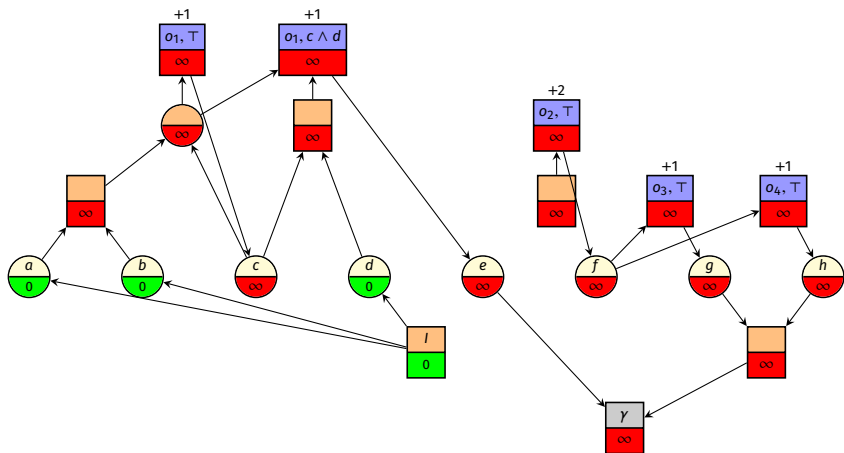 +1 +1
o₁, ⊤ o₁, c ∧ d
∞ ∞
+2
o₂, ⊤
∞ ∞ ∞
+1 +1
o₃, ⊤ o₄, ⊤
∞ ∞ ∞ ∞
a b c d e f g h
0 0 ∞ 0 ∞ ∞ ∞ ∞
I
0 ∞
γ
∞